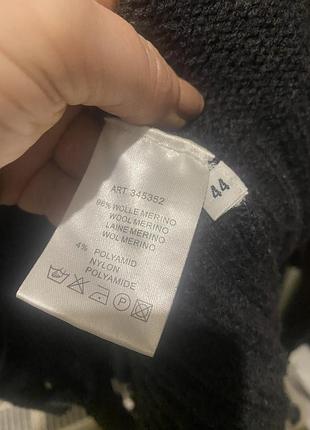 ART. 345352
96% WOLLE MERINO
WOOL MERINO
LAINE MERINO
WOL MERINO
4% POLYAMID
NYLON
POLYAMIDE
P
44